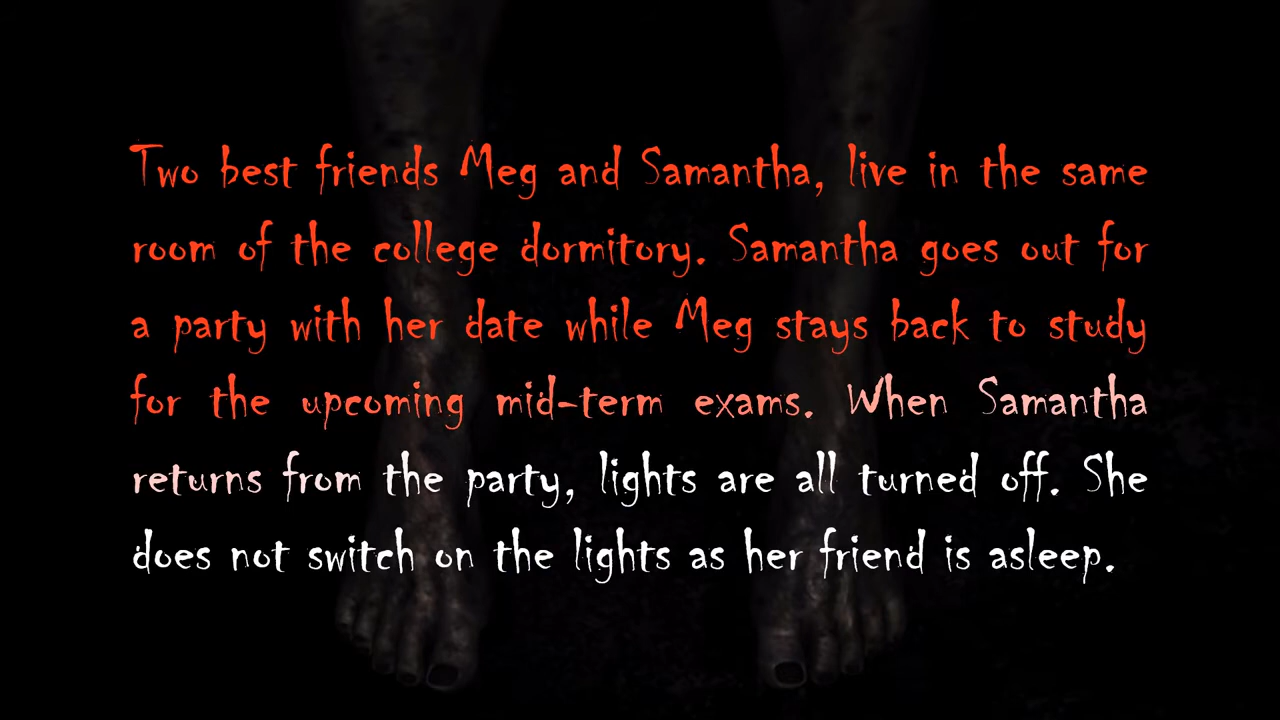 Two best friends Meg and Samantha, live in the same
room of the college dormitory. Samantha goes out for
a party with her date while Meg stays back to study
for the upcoming mid-term exams. When Samantha
returns from the party, lights are all turned off. She
does not switch on the lights as her friend is asleep.